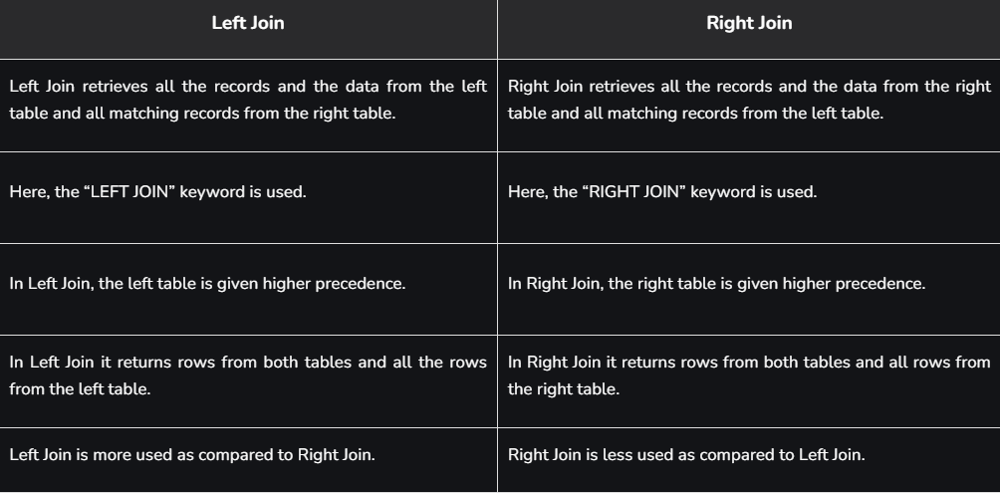 Left Join
Right Join
Left Join retrieves all the records and the data from the left
table and all matching records from the right table.
Right Join retrieves all the records and the data from the right
table and all matching records from the left table.
Here, the “LEFT JOIN” keyword is used.
Here, the “RIGHT JOIN” keyword is used.
In Left Join, the left table is given higher precedence.
In Right Join, the right table is given higher precedence.
In Left Join it returns rows from both tables and all the rows
from the left table.
In Right Join it returns rows from both tables and all rows from
the right table.
Left Join is more used as compared to Right Join.
Right Join is less used as compared to Left Join.